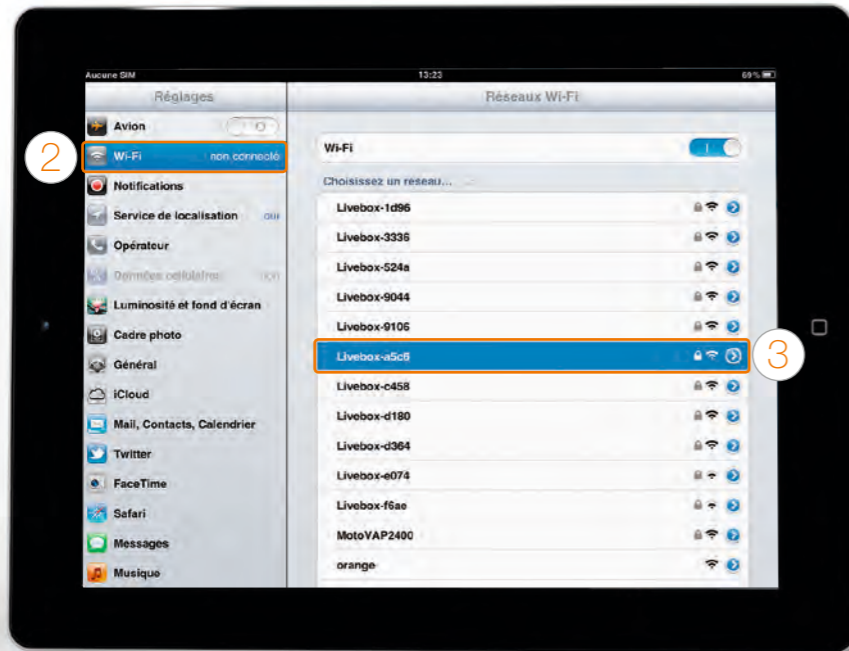 Aucune SIM 13:23 69 %
Réglages
Réseaux Wi-Fi
Avion
2
Wi-Fi non connecté
Notifications
Service de localisation oui
Opérateur
Données cellulaires non
Luminosité et fond d'écran
Cadre photo
Général
iCloud
Mail, Contacts, Calendrier
Twitter
FaceTime
Safari
Messages
Musique
Wi-Fi
Choisissez un réseau...
Livebox-1d96
Livebox-3336
Livebox-524a
Livebox-9044
Livebox-9106
Livebox-a5c6
3
Livebox-c458
Livebox-d180
Livebox-d364
Livebox-e074
Livebox-f6ae
MotoVAP2400
orange